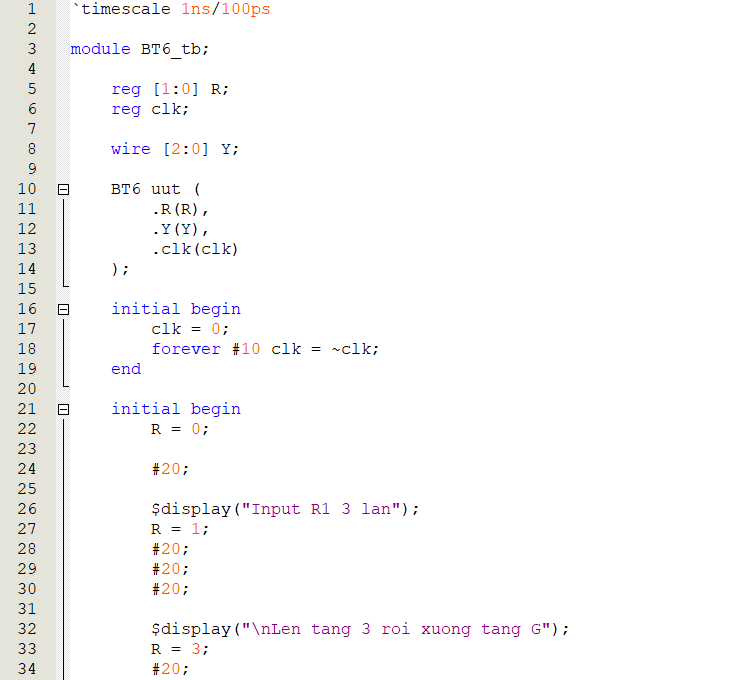 1 `timescale 1ns/100ps
2
3 module BT6_tb;
4
5 reg [1:0] R;
6 reg clk;
7
8 wire [2:0] Y;
9
10 BT6 uut (
11 .R(R),
12 .Y(Y),
13 .clk(clk)
14 );
15
16 initial begin
17 clk = 0;
18 forever #10 clk = ~clk;
19 end
20
21 initial begin
22 R = 0;
23
24 #20;
25
26 $display("Input R1 3 lan");
27 R = 1;
28 #20;
29 #20;
30 #20;
31
32 $display("\nLen tang 3 roi xuong tang G");
33 R = 3;
34 #20;